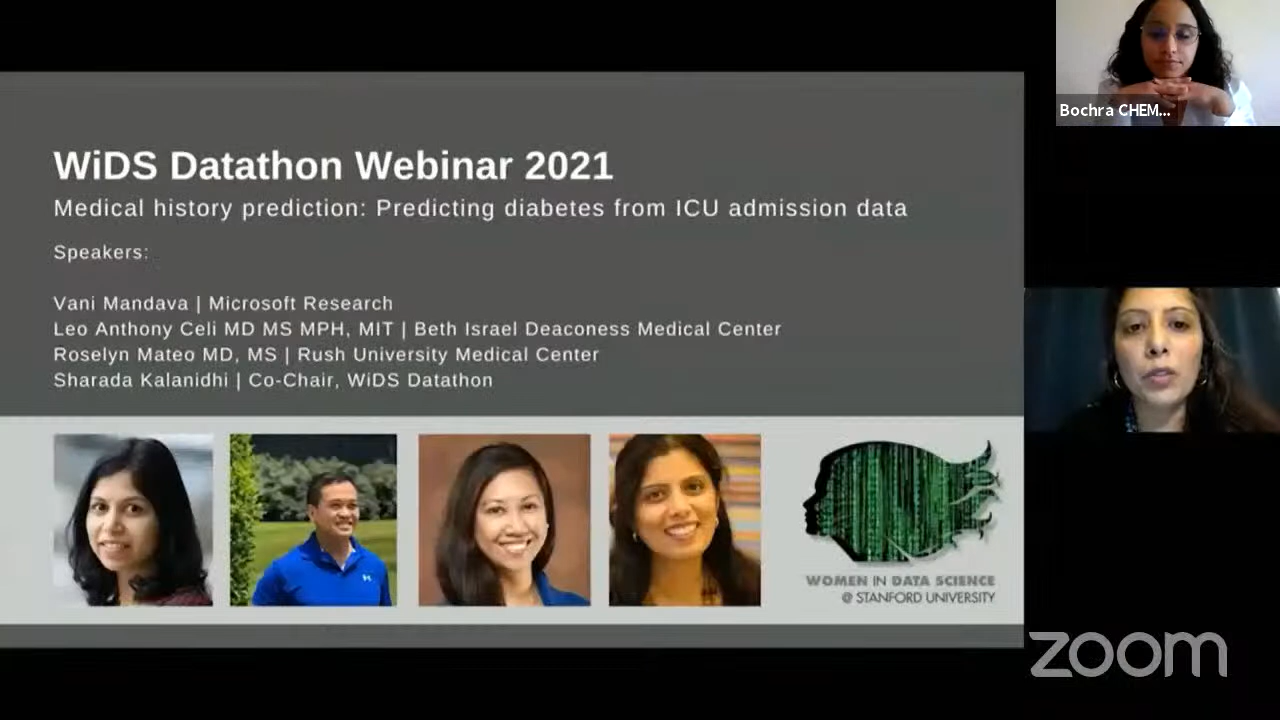 WiDS Datathon Webinar 2021
Medical history prediction: Predicting diabetes from ICU admission data
Speakers:
Vani Mandava | Microsoft Research
Leo Anthony Celi MD MS MPH, MIT | Beth Israel Deaconess Medical Center
Roselyn Mateo MD, MS | Rush University Medical Center
Sharada Kalanidhi | Co-Chair, WiDS Datathon
WOMEN IN DATA SCIENCE
@ STANFORD UNIVERSITY
Bochra CHEM...
zoom